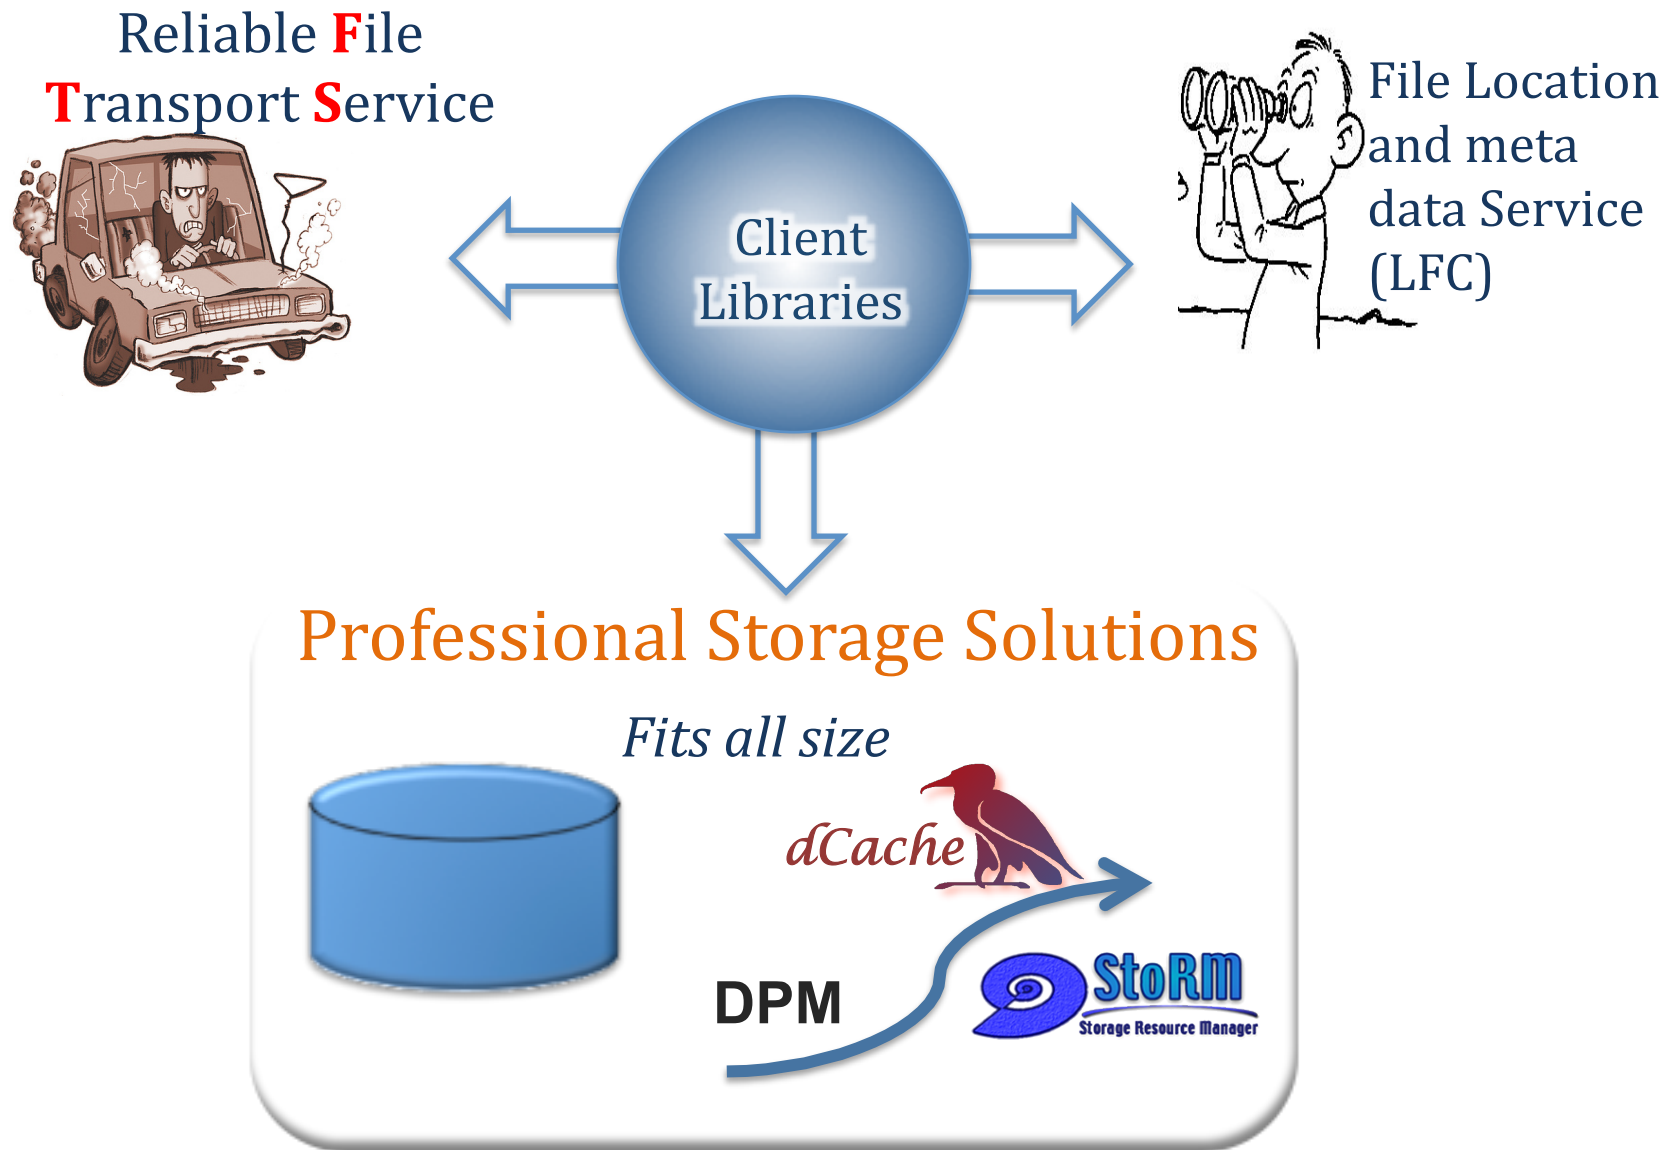 Reliable File
Transport Service
File Location
and meta
data Service
(LFC)
Client
Libraries
Professional Storage Solutions
Fits all size
dCache
DPM
StoRM
Storage Resource Manager